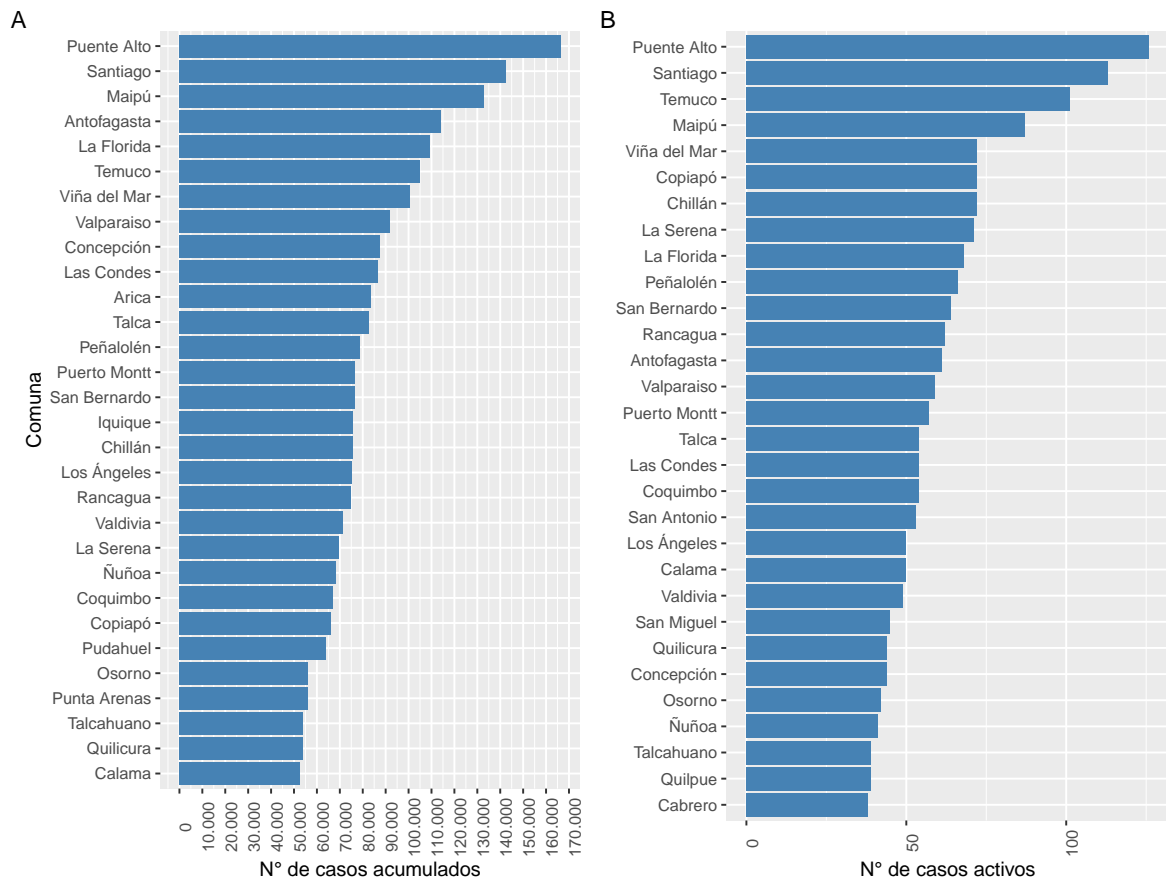 A
Puente Alto
Santiago
Maipú
Antofagasta
La Florida
Temuco
Viña del Mar
Valparaiso
Concepción
Las Condes
Arica
Talca
Peñalolén
Puerto Montt
San Bernardo
Iquique
Chillán
Los Ángeles
Rancagua
Valdivia
La Serena
Ñuñoa
Coquimbo
Copiapó
Pudahuel
Osorno
Punta Arenas
Talcahuano
Quilicura
Calama
Comuna
0
10.000
20.000
30.000
40.000
50.000
60.000
70.000
80.000
90.000
100.000
110.000
120.000
130.000
140.000
150.000
160.000
170.000
N° de casos acumulados
B
Puente Alto
Santiago
Temuco
Maipú
Viña del Mar
Copiapó
Chillán
La Serena
La Florida
Peñalolén
San Bernardo
Rancagua
Antofagasta
Valparaiso
Puerto Montt
Talca
Las Condes
Coquimbo
San Antonio
Los Ángeles
Calama
Valdivia
San Miguel
Quilicura
Concepción
Osorno
Ñuñoa
Talcahuano
Quilpue
Cabrero
0
50
100
N° de casos activos